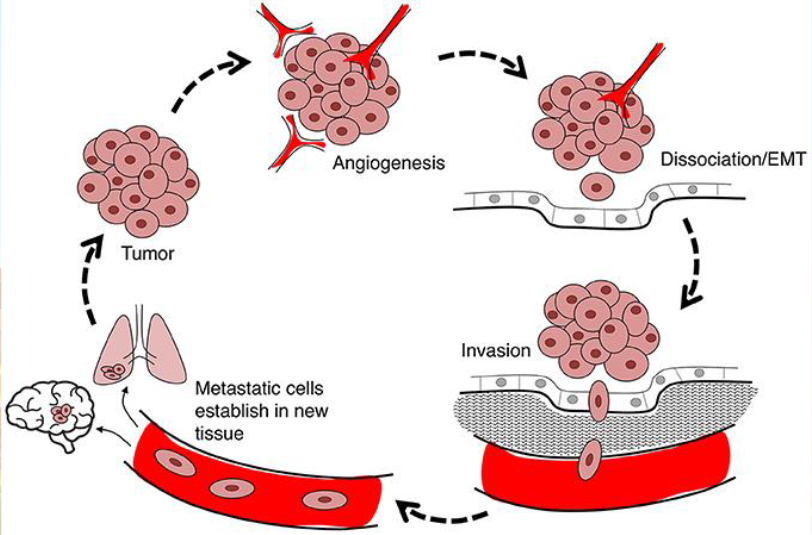 Angiogenesis
Dissociation/EMT
Tumor
Invasion
Metastatic cells
establish in new
tissue